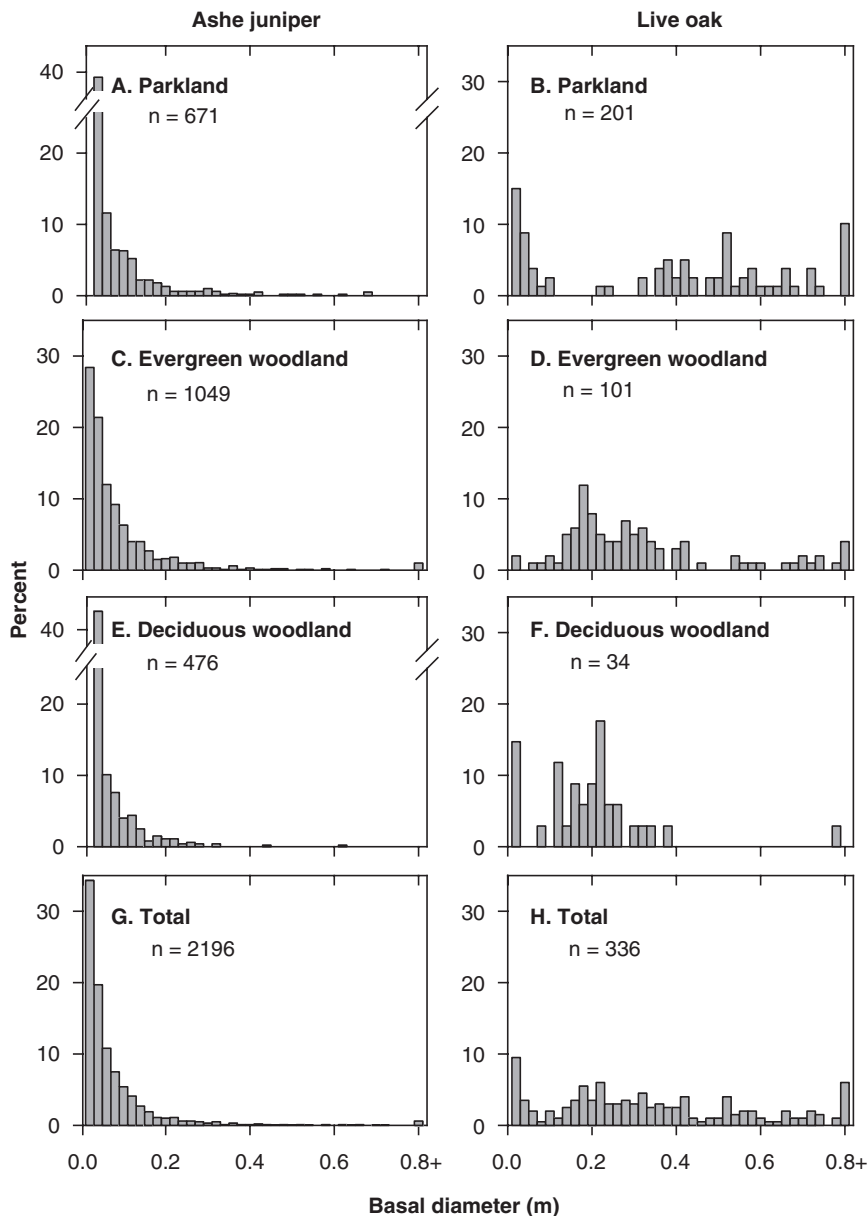 Ashe juniper
Live oak
40
20
10
0
A. Parkland
n = 671
30
20
10
0
B. Parkland
n = 201
30
20
10
0
C. Evergreen woodland
n = 1049
30
20
10
0
D. Evergreen woodland
n = 101
Percent
40
20
10
0
E. Deciduous woodland
n = 476
30
20
10
0
F. Deciduous woodland
n = 34
30
20
10
0
G. Total
n = 2196
30
20
10
0
H. Total
n = 336
0.0 0.2 0.4 0.6 0.8+
0.0 0.2 0.4 0.6 0.8+
Basal diameter (m)